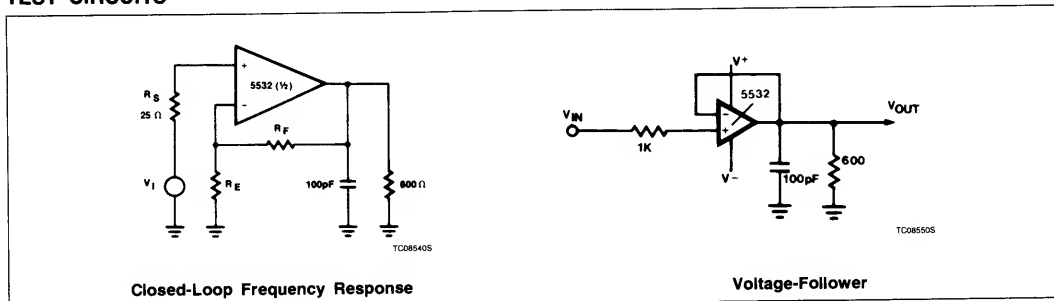 TEST CIRCUITS
R S
25 Ω
V I
+
−
5532 (½)
R F
R E
100pF
600 Ω
TC08540S
Closed-Loop Frequency Response
V IN
1K
V+
5532
−
+
V−
V OUT
100pF
600
TC08550S
Voltage-Follower